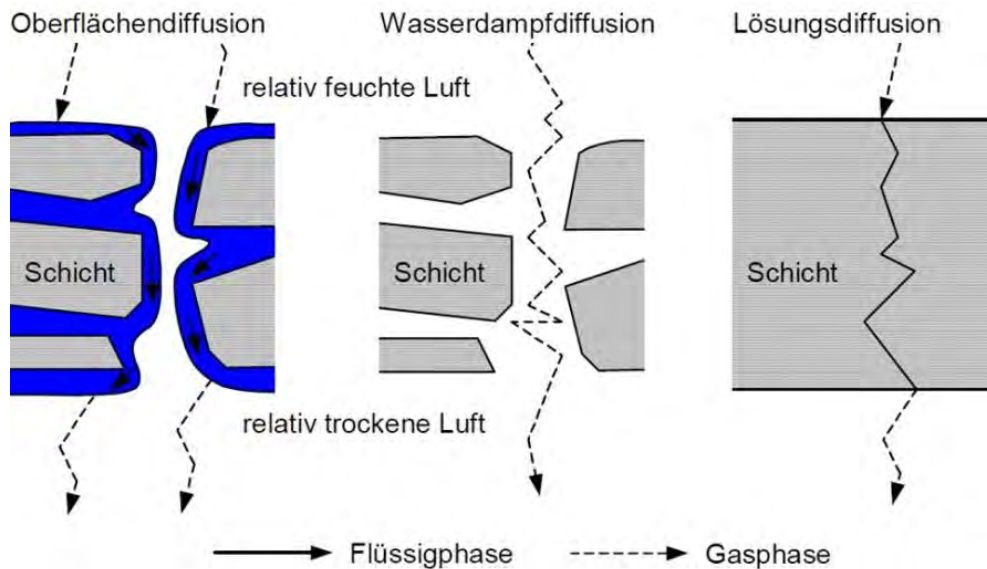 Oberflächendiffusion
Wasserdampfdiffusion
Lösungsdiffusion
relativ feuchte Luft
Schicht
Schicht
Schicht
relativ trockene Luft
Flüssigphase
Gasphase